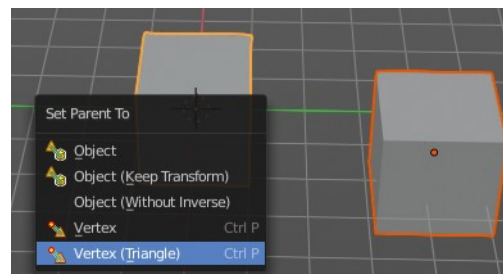 Set Parent To
Object
Object (Keep Transform)
Object (Without Inverse)
Vertex Ctrl P
Vertex (Triangle) Ctrl P